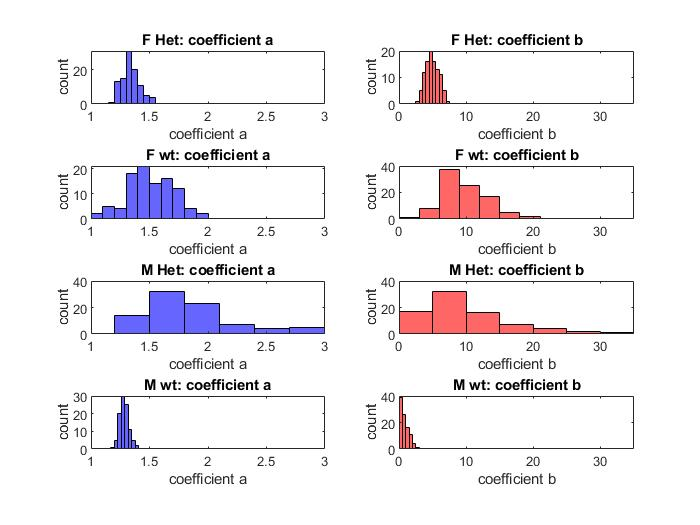 F Het: coefficient a
count
20
0
1 1.5 2 2.5 3
coefficient a
F Het: coefficient b
count
20
10
0
0 10 20 30
coefficient b
F wt: coefficient a
count
20
10
0
1 1.5 2 2.5 3
coefficient a
F wt: coefficient b
count
40
20
0
0 10 20 30
coefficient b
M Het: coefficient a
count
40
20
0
1 1.5 2 2.5 3
coefficient a
M Het: coefficient b
count
40
20
0
0 10 20 30
coefficient b
M wt: coefficient a
count
30
20
10
0
1 1.5 2 2.5 3
coefficient a
M wt: coefficient b
count
40
20
0
0 10 20 30
coefficient b